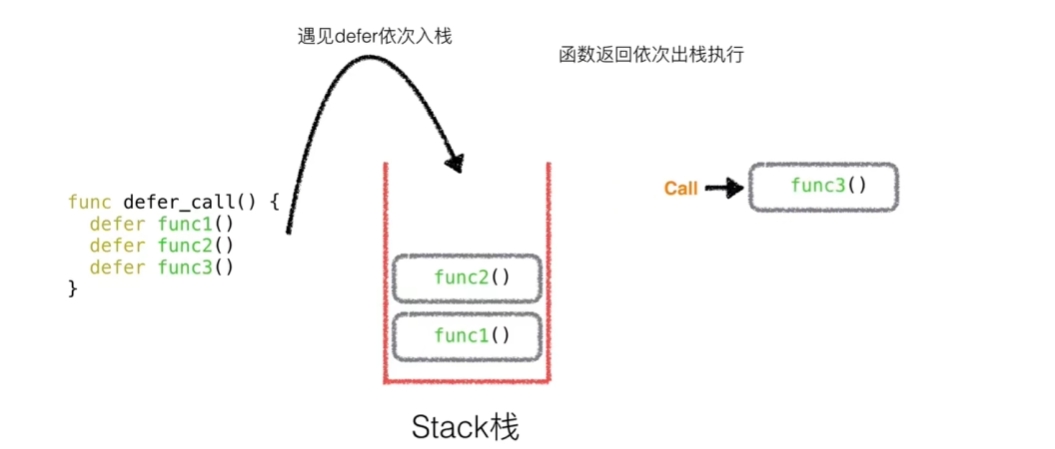 遇见defer依次入栈
函数返回依次出栈执行
func defer_call() {
  defer func1()
  defer func2()
  defer func3()
}
Call
func3()
func2()
func1()
Stack栈